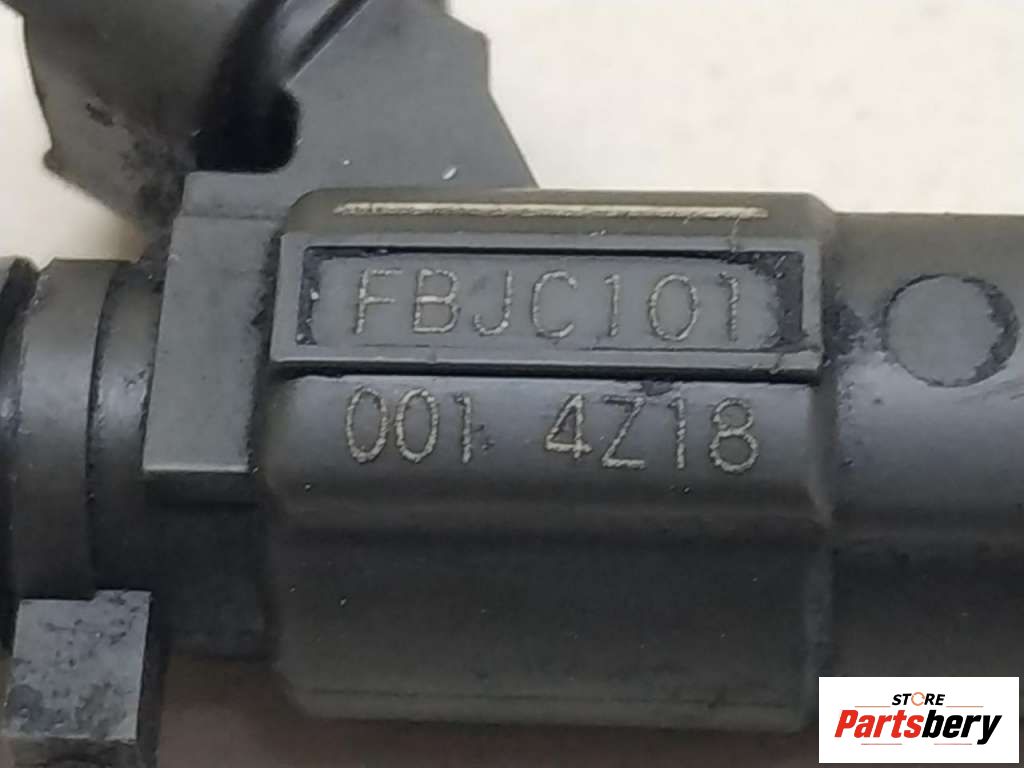 FBJC101
001 4Z18
STORE
Partsbery